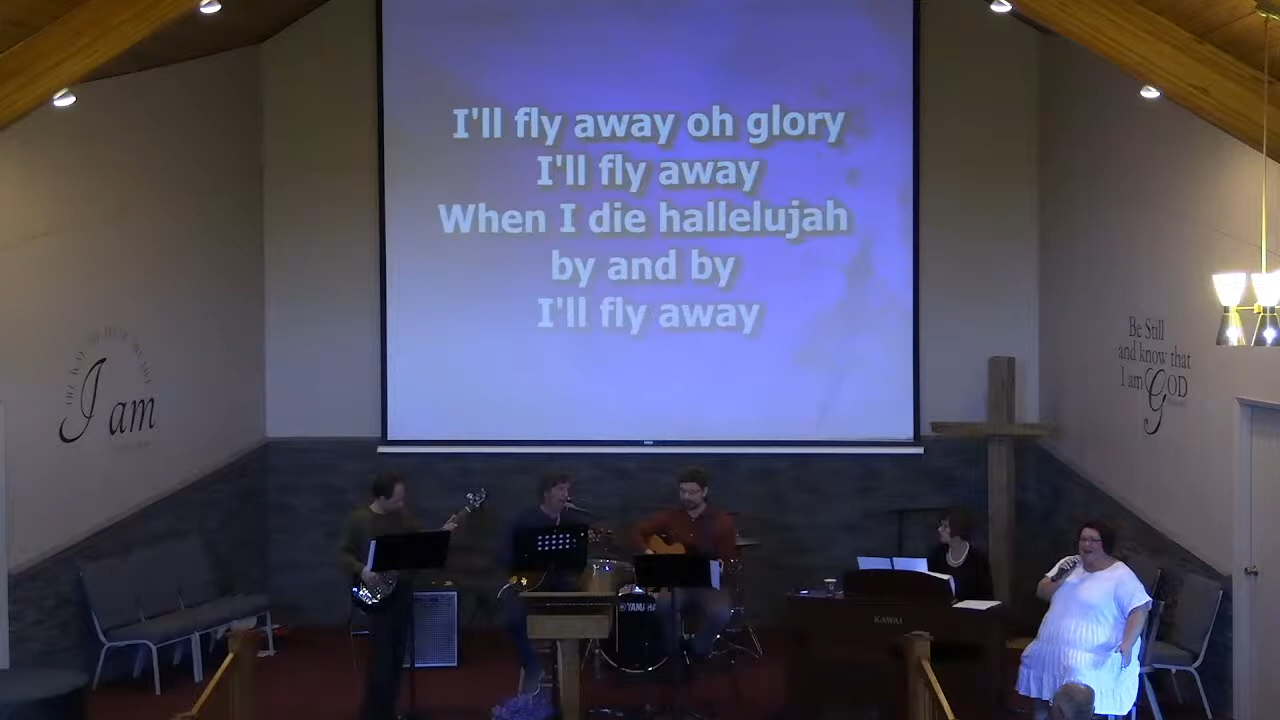 I'll fly away oh glory
I'll fly away
When I die hallelujah
by and by
I'll fly away
I am
Be Still
and know that
I am GOD
YAMAHA
KAWAI